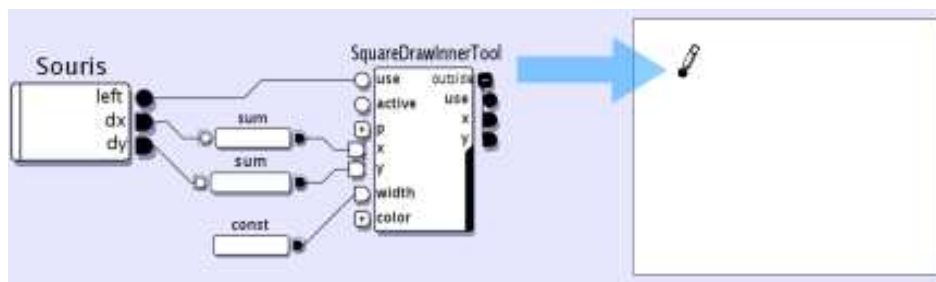 Souris
left
dx
dy
sum
sum
const
SquareDrawInnerTool
use
active
p
x
y
width
color
outside
use
x
y